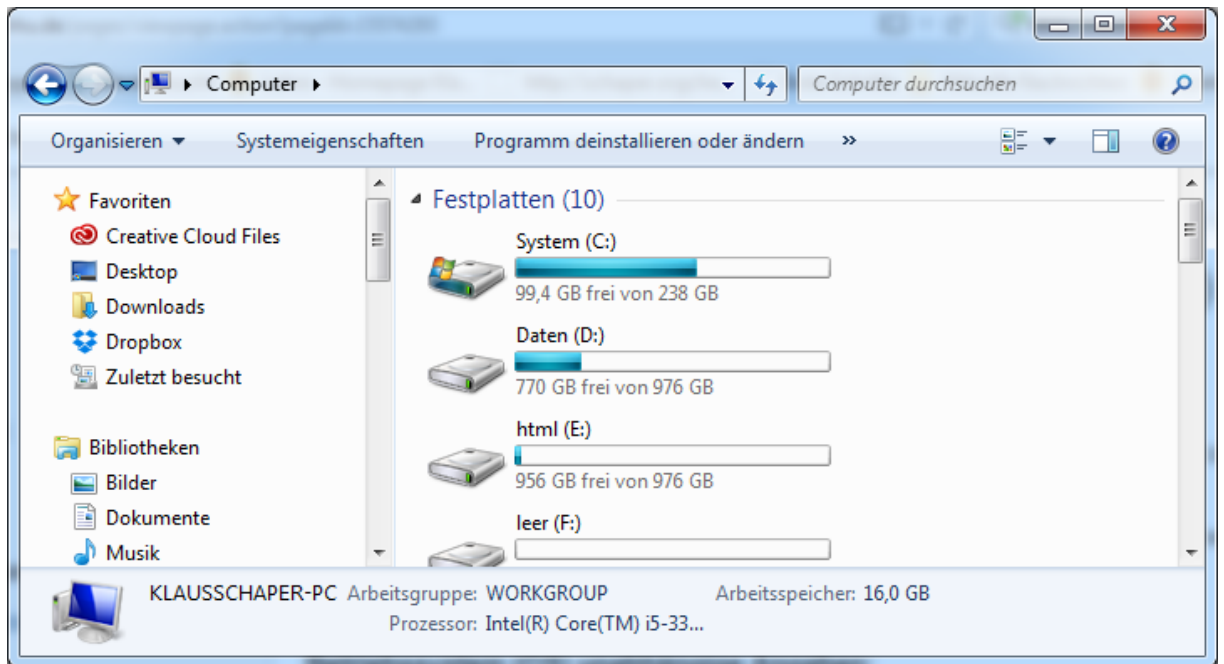 Computer
Computer durchsuchen
Organisieren Systemeigenschaften Programm deinstallieren oder ändern »
Favoriten
Creative Cloud Files
Desktop
Downloads
Dropbox
Zuletzt besucht
Bibliotheken
Bilder
Dokumente
Musik
Festplatten (10)
System (C:)
99,4 GB frei von 238 GB
Daten (D:)
770 GB frei von 976 GB
html (E:)
956 GB frei von 976 GB
leer (F:)
KLAUSSCHAPER-PC Arbeitsgruppe: WORKGROUP Arbeitsspeicher: 16,0 GB
Prozessor: Intel(R) Core(TM) i5-33...